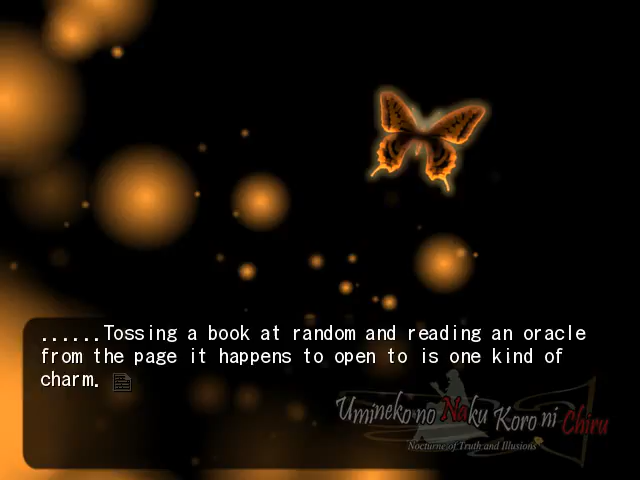 ......Tossing a book at random and reading an oracle
from the page it happens to open to is one kind of
charm.
Umineko no Naku Koro ni Chiru
Nocturne of Truth and Illusions